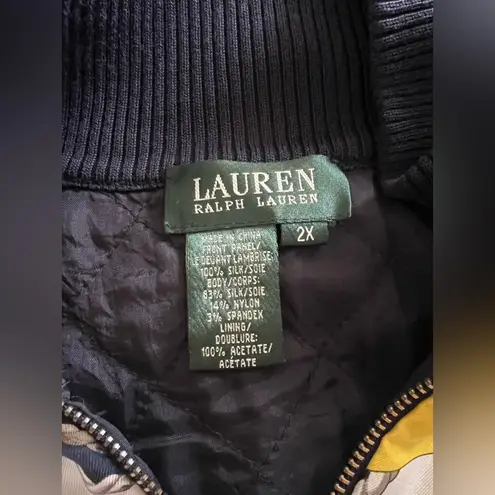 LAUREN
RALPH LAUREN
2X
MADE IN CHINA
FRONT PANEL/
LE DEVANT LAMBRISE:
100% SILK/SOIE
BODY/CORPS:
83% SILK/SOIE
14% NYLON
3% SPANDEX
LINING/
DOUBLURE:
100% ACETATE/
ACÉTATE